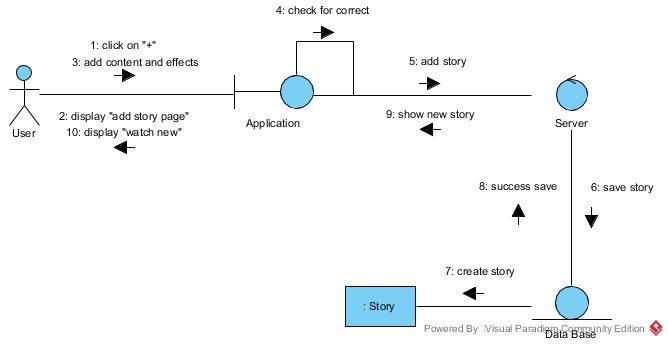 4: check for correct
1: click on "+"
3: add content and effects
5: add story
User
2: display "add story page"
10: display "watch new"
Application
9: show new story
Server
8: success save
6: save story
7: create story
: Story
Powered By Visual Paradigm Community Edition
Data Base